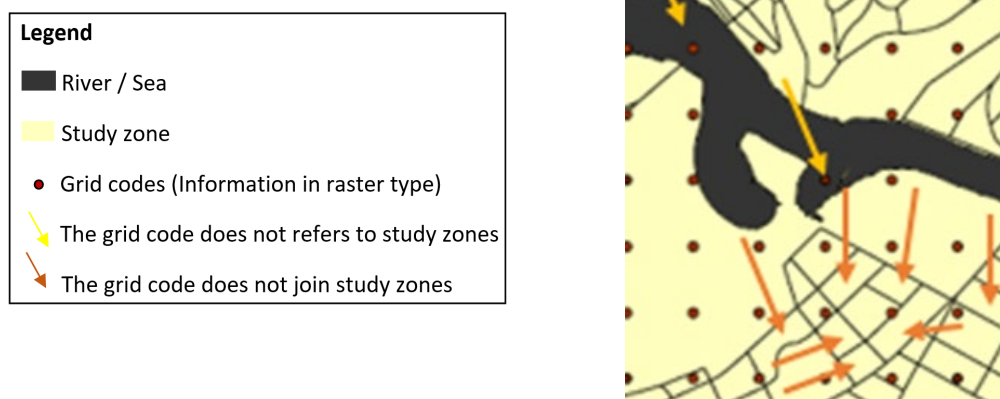 Legend
River / Sea
Study zone
Grid codes (Information in raster type)
The grid code does not refers to study zones
The grid code does not join study zones